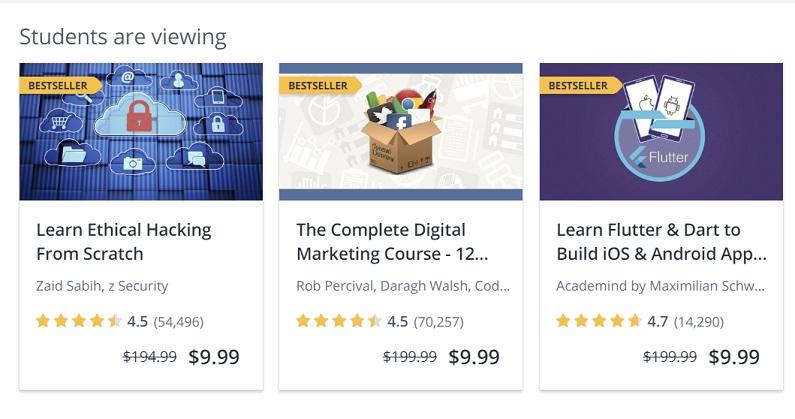 Students are viewing
BESTSELLER
Learn Ethical Hacking
From Scratch
Zaid Sabih, z Security
4.5 (54,496)
$194.99 $9.99
BESTSELLER
The Complete Digital
Marketing Course - 12...
Rob Percival, Daragh Walsh, Cod...
4.5 (70,257)
$199.99 $9.99
BESTSELLER
Flutter
Learn Flutter & Dart to
Build iOS & Android App...
Academind by Maximilian Schw...
4.7 (14,290)
$199.99 $9.99